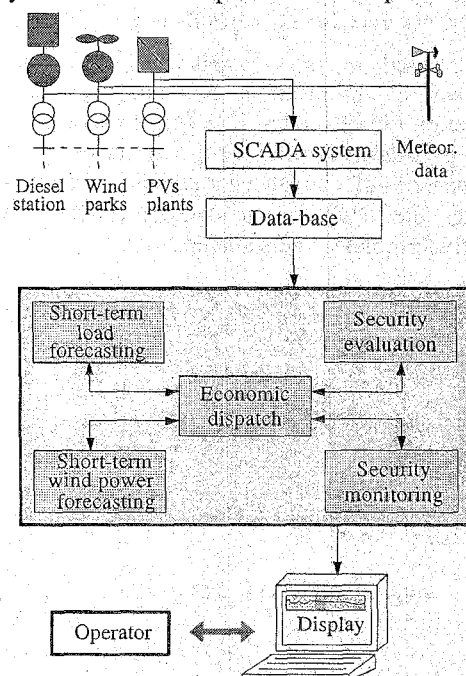 SCADA system
Meteor.
data
Diesel
station
Wind
parks
PVs
plants
Data-base
Short-term
load
forecasting
Security
evaluation
Economic
dispatch
Short-term
wind power
forecasting
Security
monitoring
Operator
Display